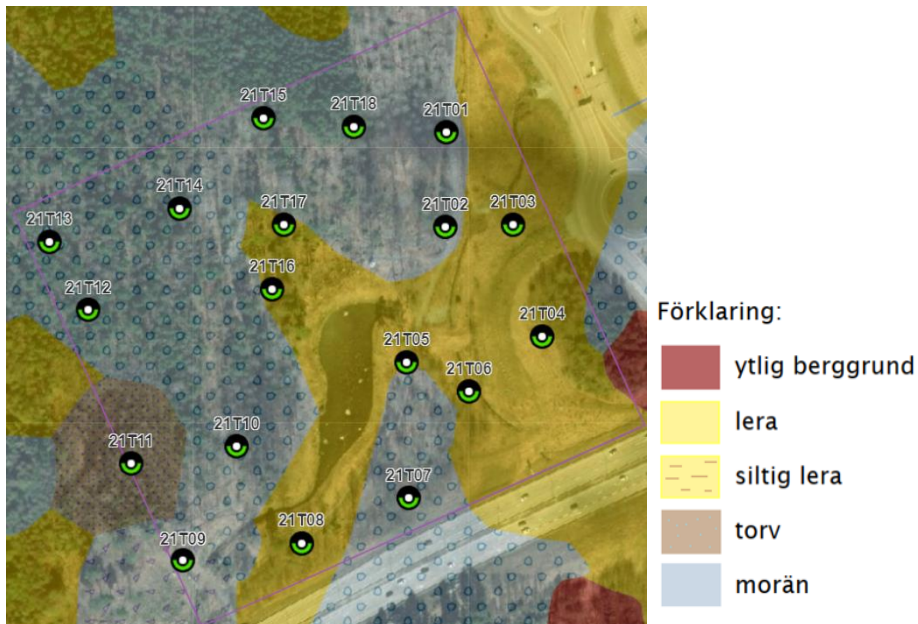 21T15
21T18
21T01
21T14
21T17
21T02
21T03
21T13
21T16
21T12
21T04
21T05
21T06
21T10
21T11
21T07
21T08
21T09
Förklaring:
ytlig berggrund
lera
siltig lera
torv
morän